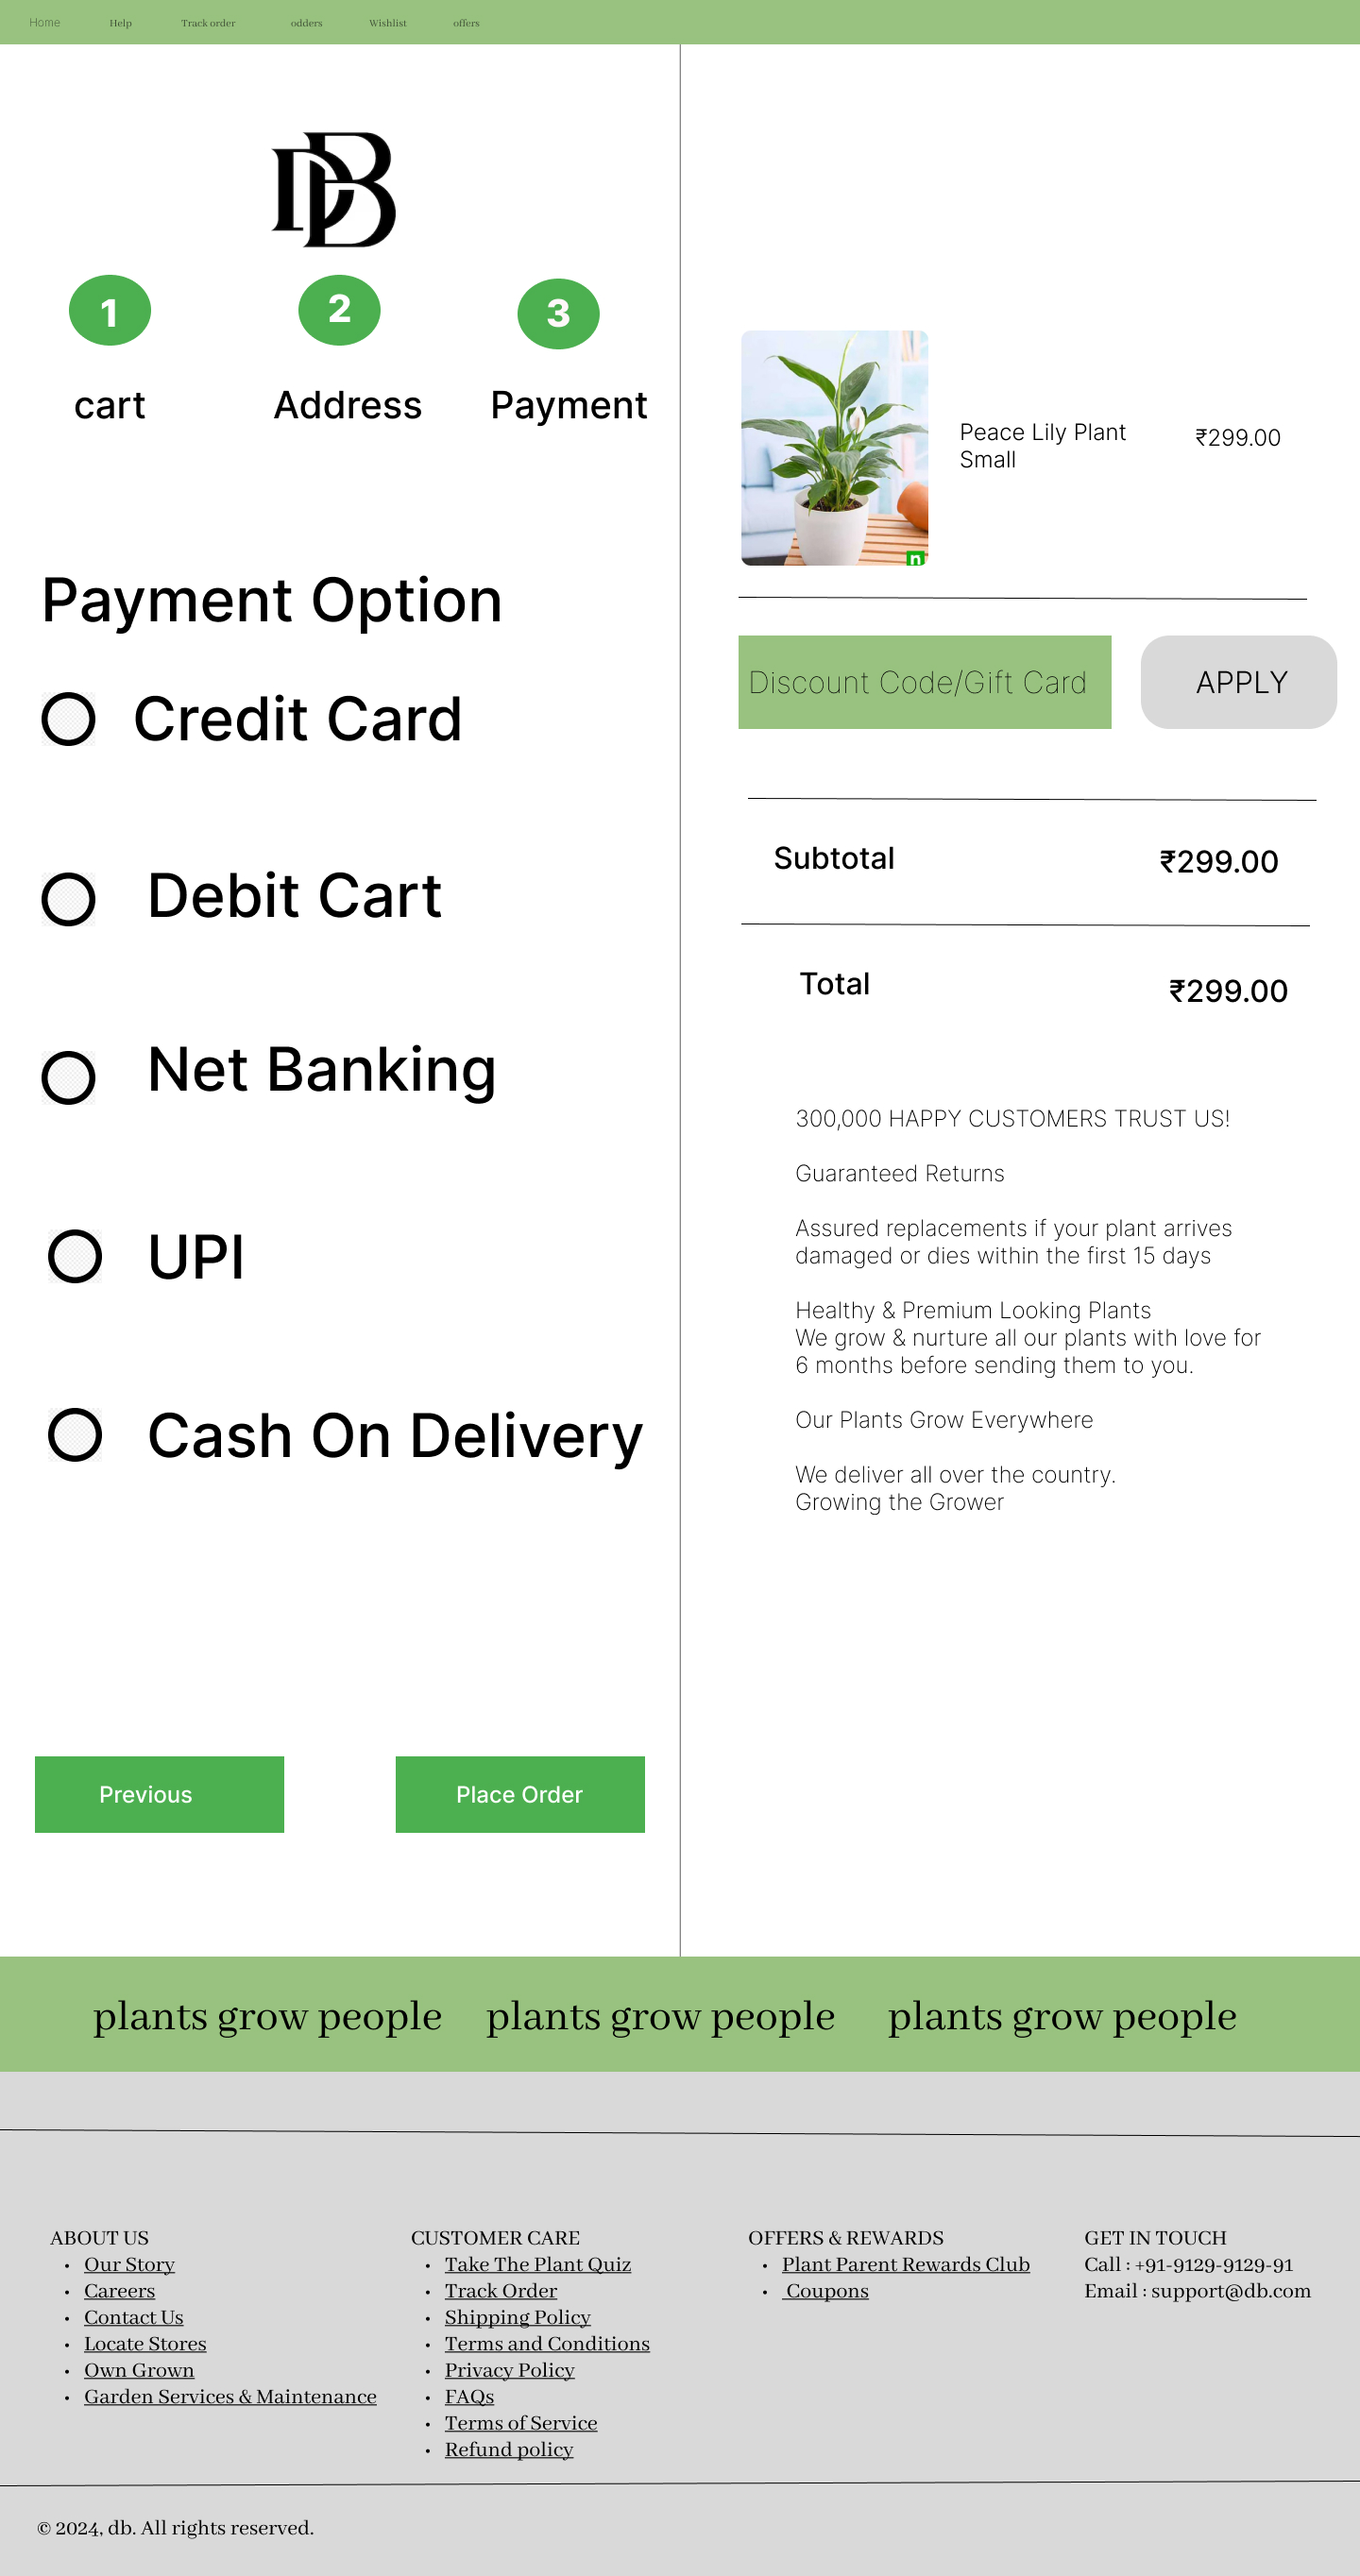 Home Help Track order odders Wishlist offers
DB
1 2 3
cart Address Payment
Payment Option
Credit Card
Debit Cart
Net Banking
UPI
Cash On Delivery
Previous Place Order
n
Peace Lily Plant
Small
₹299.00
Discount Code/Gift Card APPLY
Subtotal ₹299.00
Total ₹299.00
300,000 HAPPY CUSTOMERS TRUST US!
Guaranteed Returns
Assured replacements if your plant arrives
damaged or dies within the first 15 days
Healthy & Premium Looking Plants
We grow & nurture all our plants with love for
6 months before sending them to you.
Our Plants Grow Everywhere
We deliver all over the country.
Growing the Grower
plants grow people plants grow people plants grow people
ABOUT US
• Our Story
• Careers
• Contact Us
• Locate Stores
• Own Grown
• Garden Services & Maintenance
CUSTOMER CARE
• Take The Plant Quiz
• Track Order
• Shipping Policy
• Terms and Conditions
• Privacy Policy
• FAQs
• Terms of Service
• Refund policy
OFFERS & REWARDS
• Plant Parent Rewards Club
• Coupons
GET IN TOUCH
Call : +91-9129-9129-91
Email : support@db.com
© 2024, db. All rights reserved.